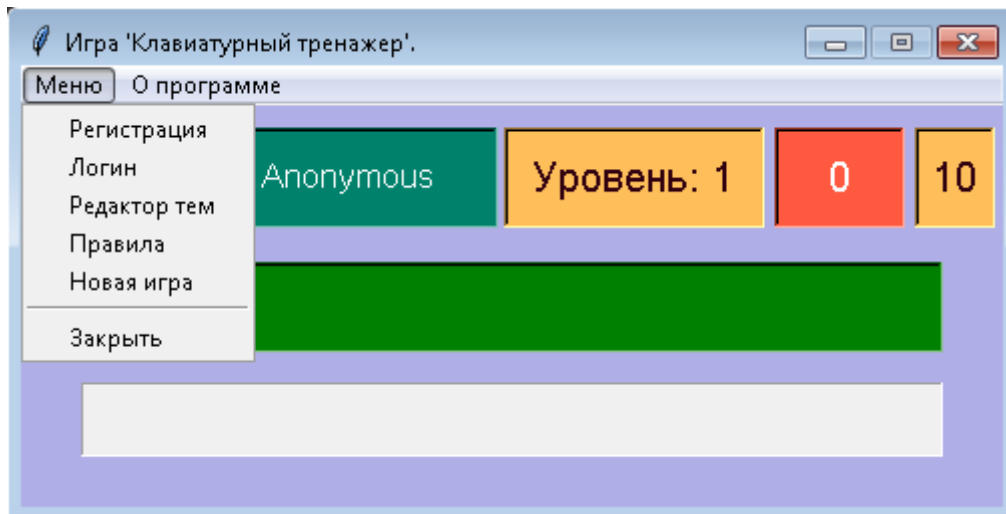 Игра 'Клавиатурный тренажер'.
Меню О программе
Регистрация
Логин
Редактор тем
Правила
Новая игра
Закрыть
Anonymous Уровень: 1 0 10